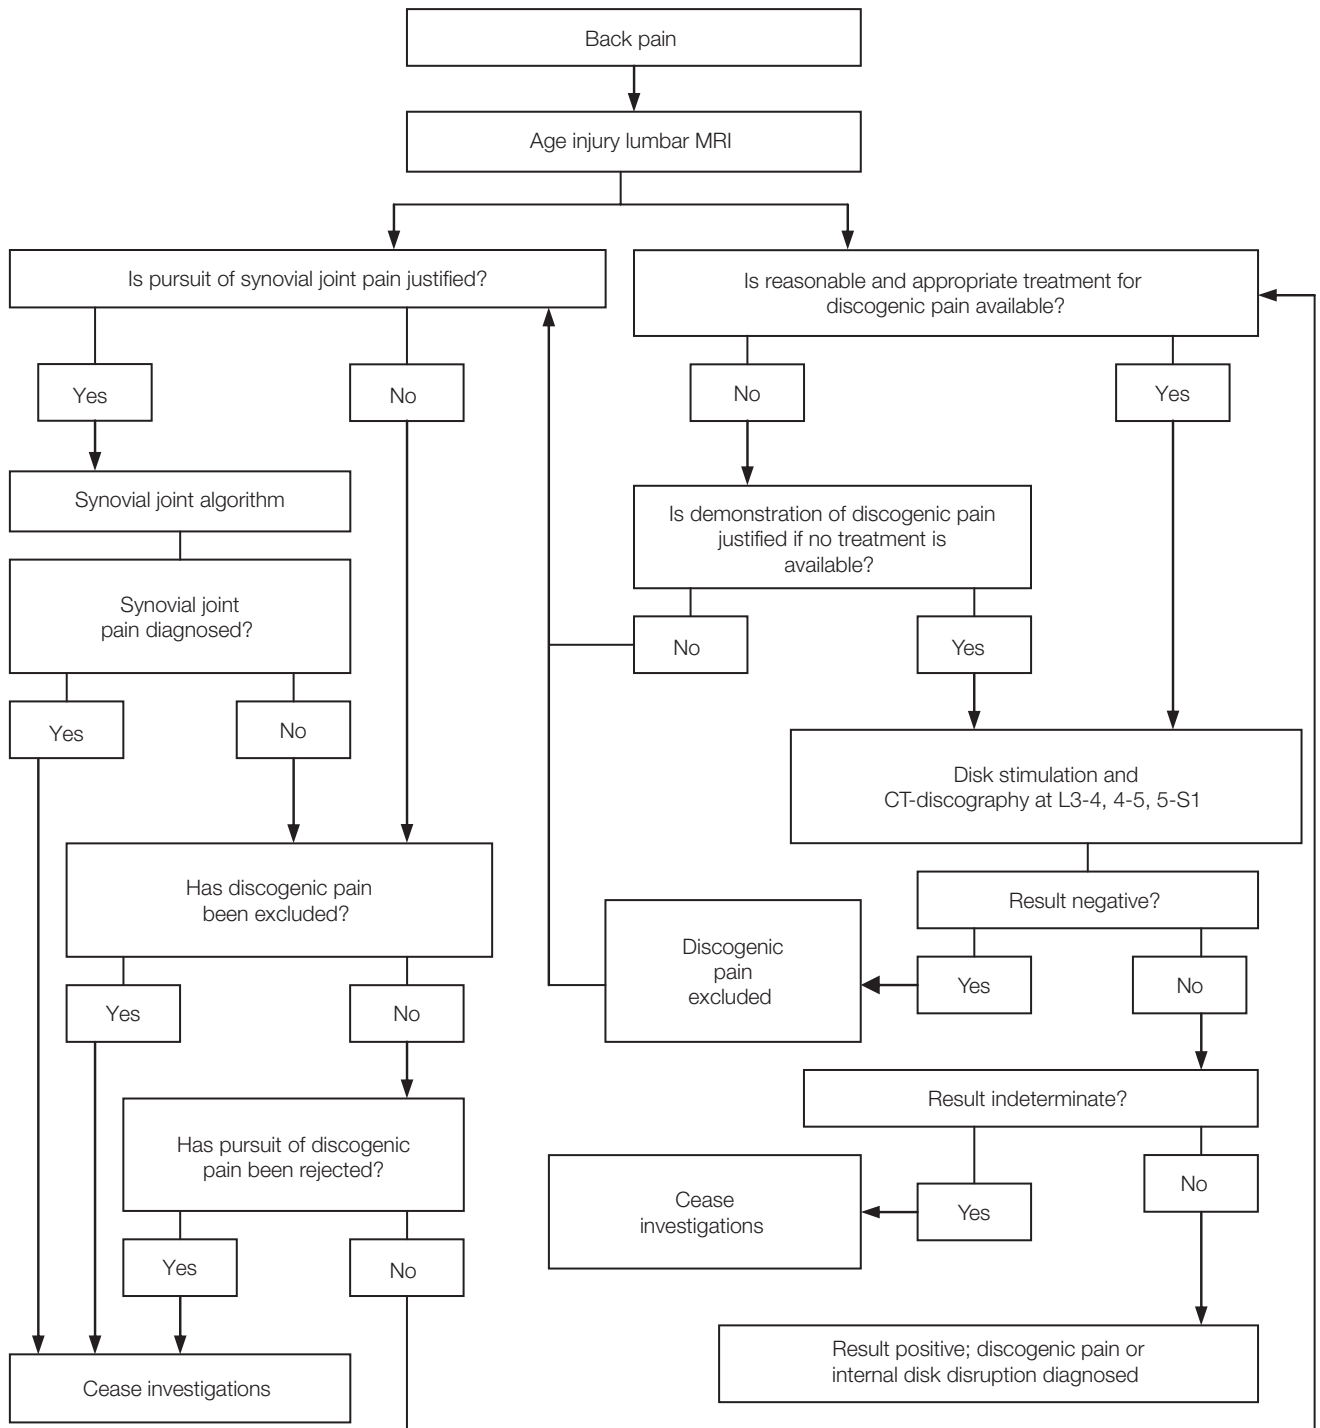 Back pain
Age injury lumbar MRI
Is pursuit of synovial joint pain justified?
Is reasonable and appropriate treatment for
discogenic pain available?
Yes
No
No
Yes
Synovial joint algorithm
Is demonstration of discogenic pain
justified if no treatment is
available?
Synovial joint
pain diagnosed?
No
Yes
Yes
No
Disk stimulation and
CT-discography at L3-4, 4-5, 5-S1
Has discogenic pain
been excluded?
Result negative?
Discogenic
pain
excluded
Yes
No
Yes
No
Result indeterminate?
Has pursuit of discogenic
pain been rejected?
Cease
investigations
Yes
No
Yes
No
Result positive; discogenic pain or
internal disk disruption diagnosed
Cease investigations